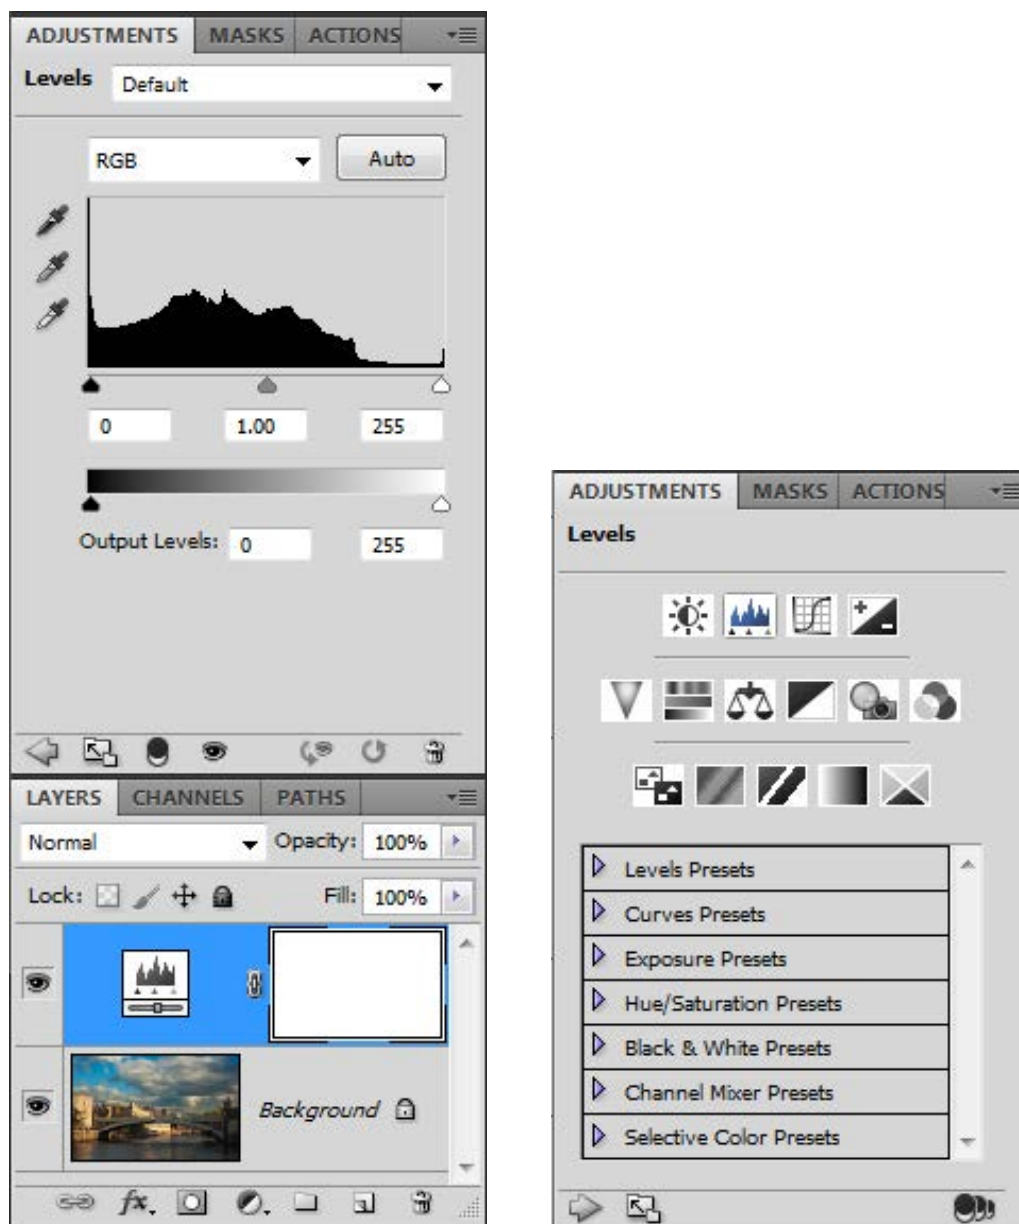 ADJUSTMENTS MASKS ACTIONS
Levels Default
RGB Auto
0 1.00 255
Output Levels: 0 255
LAYERS CHANNELS PATHS
Normal Opacity: 100%
Lock: Fill: 100%
Background
fx.
ADJUSTMENTS MASKS ACTIONS
Levels
Levels Presets
Curves Presets
Exposure Presets
Hue/Saturation Presets
Black & White Presets
Channel Mixer Presets
Selective Color Presets